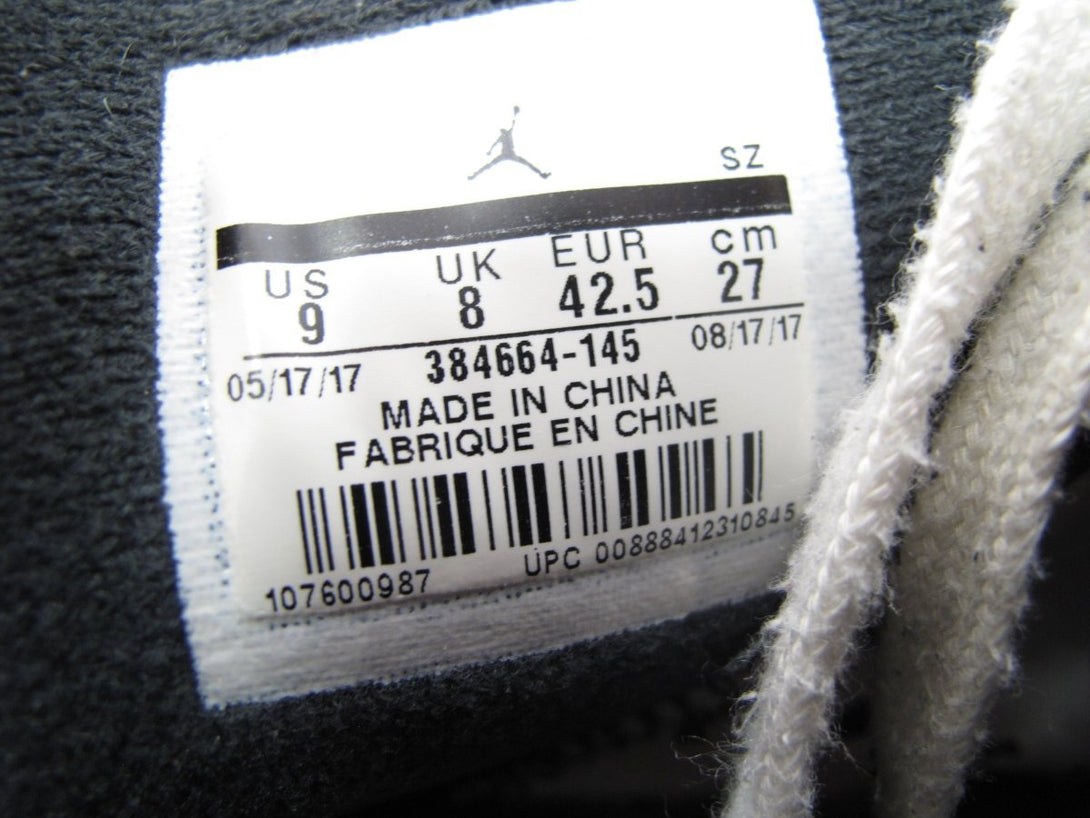 SZ
US UK EUR cm
9 8 42.5 27
05/17/17 384664-145 08/17/17
MADE IN CHINA
FABRIQUE EN CHINE
107600987 UPC 00888412310845